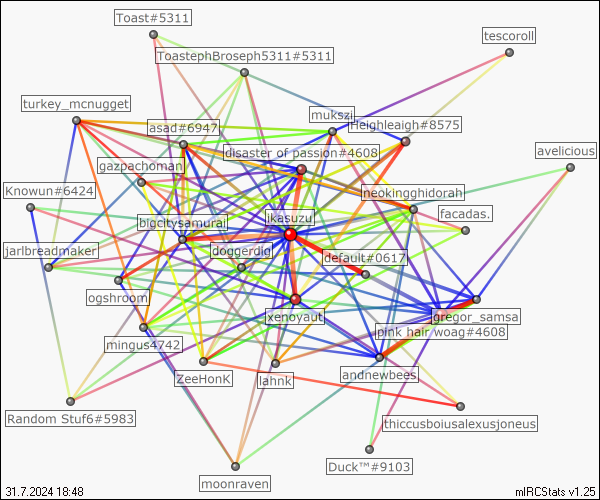 Toast#5311
tescoroll
ToastephBroseph5311#5311
turkey_mcnugget
mukszi
asad#6947
Heighleigh#8575
disaster of passion#4608
avelicious
gazpachoman
neokingghidorah
Knowun#6424
bigcitysamurai
ikasuzu
facadas.
jarlbreadmaker
doggerdig
default#0617
ogshroom
xenoyaut
gregor_samsa
pink hair woag#4608
mingus4742
ZeeHonK
lahnk
andnewbees
Random Stuf6#5983
thiccusboiusalexusjoneus
Duck™#9103
moonraven
31.7.2024 18:48
mIRCStats v1.25